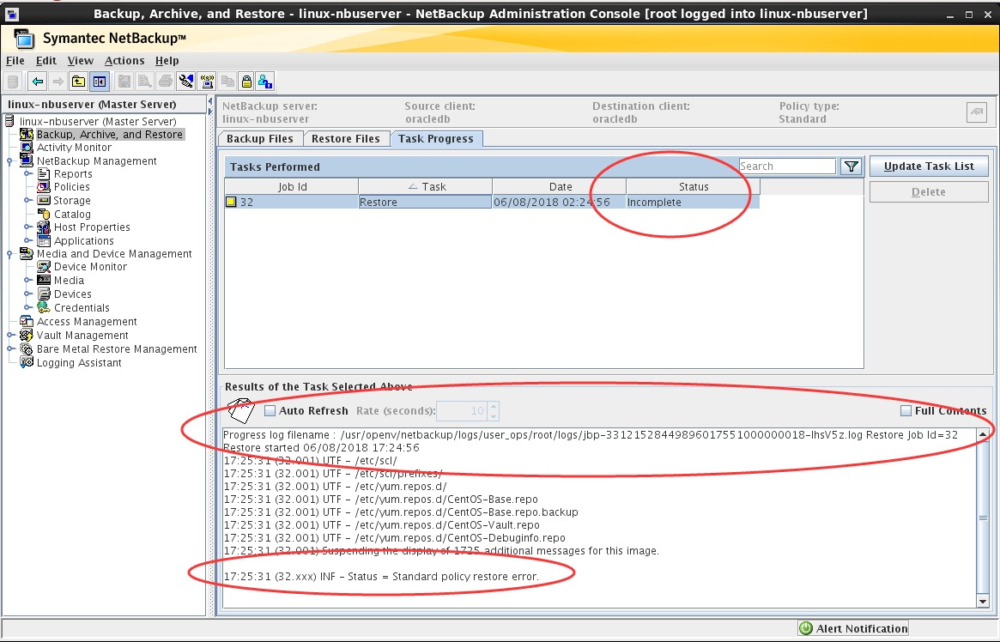 Backup, Archive, and Restore - linux-nbuserver - NetBackup Administration Console [root logged into linux-nbuserver]
Symantec NetBackup™
File Edit View Actions Help
linux-nbuserver (Master Server)
linux-nbuserver (Master Server)
Backup, Archive, and Restore
Activity Monitor
NetBackup Management
Reports
Policies
Storage
Catalog
Host Properties
Applications
Media and Device Management
Device Monitor
Media
Devices
Credentials
Access Management
Vault Management
Bare Metal Restore Management
Logging Assistant
NetBackup server: Source client: Destination client: Policy type:
linux-nbuserver oracledb oracledb Standard
Backup Files Restore Files Task Progress
Tasks Performed Search Update Task List
Job Id Task Date Status
Delete
32 Restore 06/08/2018 02:24:56 Incomplete
Results of the Task Selected Above
Auto Refresh Rate (seconds): 10 Full Contents
Progress log filename : /usr/openv/netbackup/logs/user_ops/root/logs/jbp-33121528449896017551000000018-lhsV5z.log Restore Job Id=32
Restore started 06/08/2018 17:24:56
17:25:31 (32.001) UTF - /etc/scl/
17:25:31 (32.001) UTF - /etc/scl/prefixes/
17:25:31 (32.001) UTF - /etc/yum.repos.d/
17:25:31 (32.001) UTF - /etc/yum.repos.d/CentOS-Base.repo
17:25:31 (32.001) UTF - /etc/yum.repos.d/CentOS-Base.repo.backup
17:25:31 (32.001) UTF - /etc/yum.repos.d/CentOS-Vault.repo
17:25:31 (32.001) UTF - /etc/yum.repos.d/CentOS-Debuginfo.repo
17:25:31 (32.001) Suspending the display of 1725 additional messages for this image.
17:25:31 (32.xxx) INF - Status = Standard policy restore error.
Alert Notification